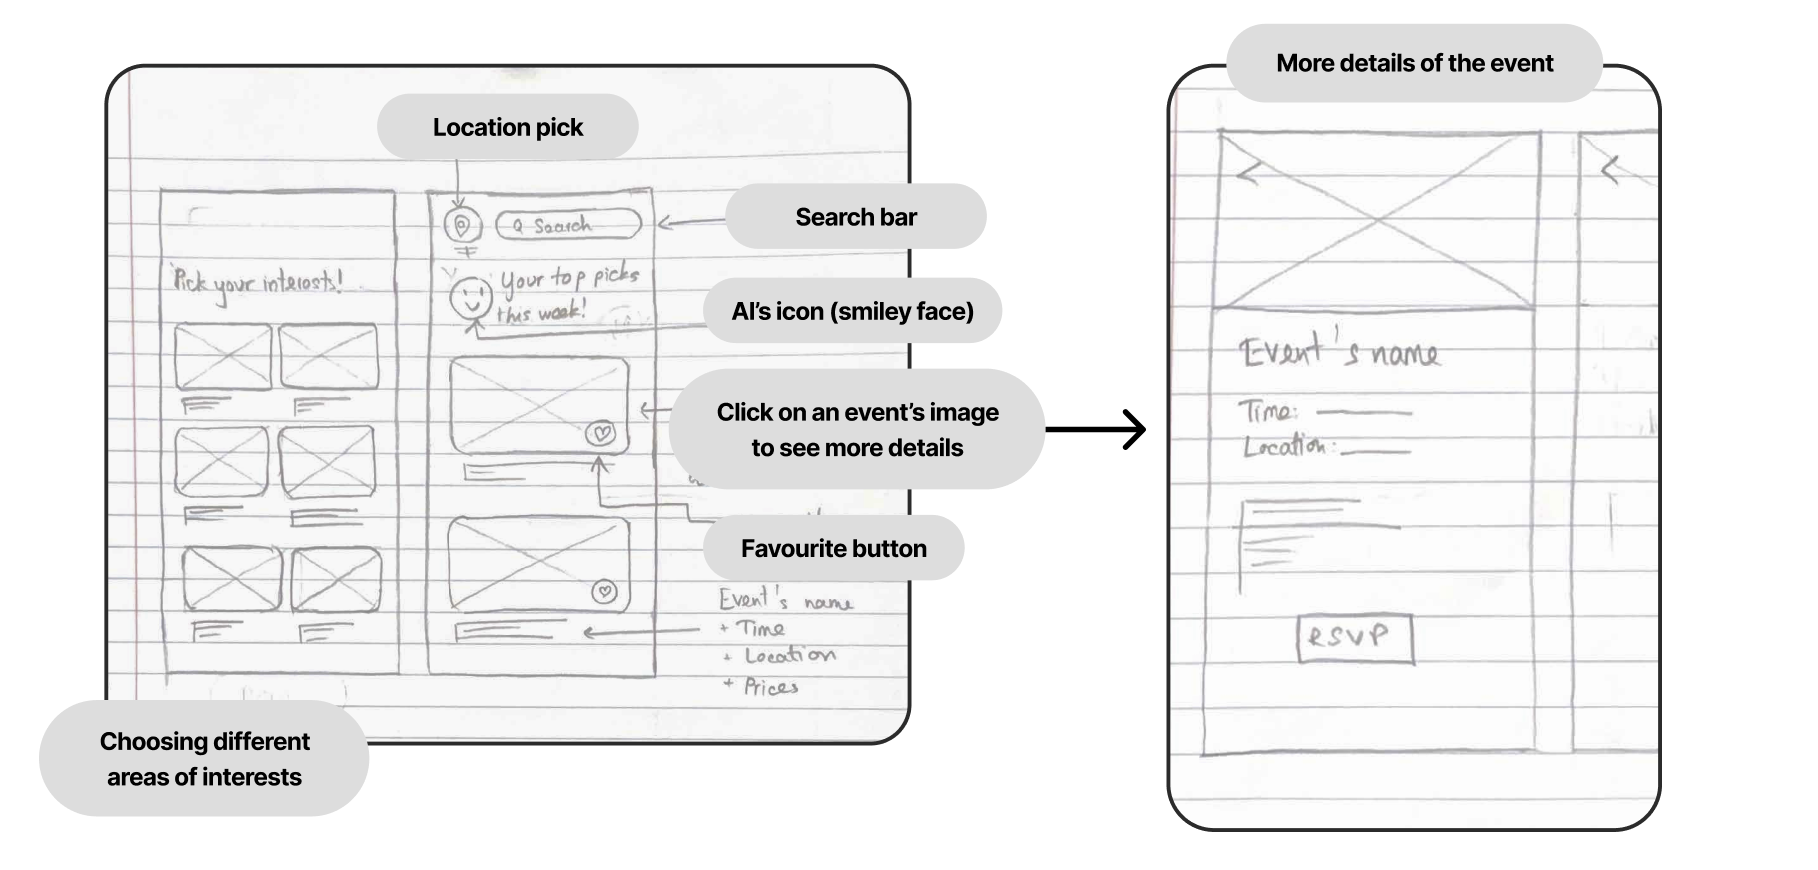 More details of the event
Location pick
Search bar
Search
Pick your interests!
Your top picks
this week!
AI's icon (smiley face)
Click on an event's image
to see more details
Favourite button
Event's name
+ Time
+ Location
+ Prices
Choosing different
areas of interests
Event's name
Time:
Location:
RSVP